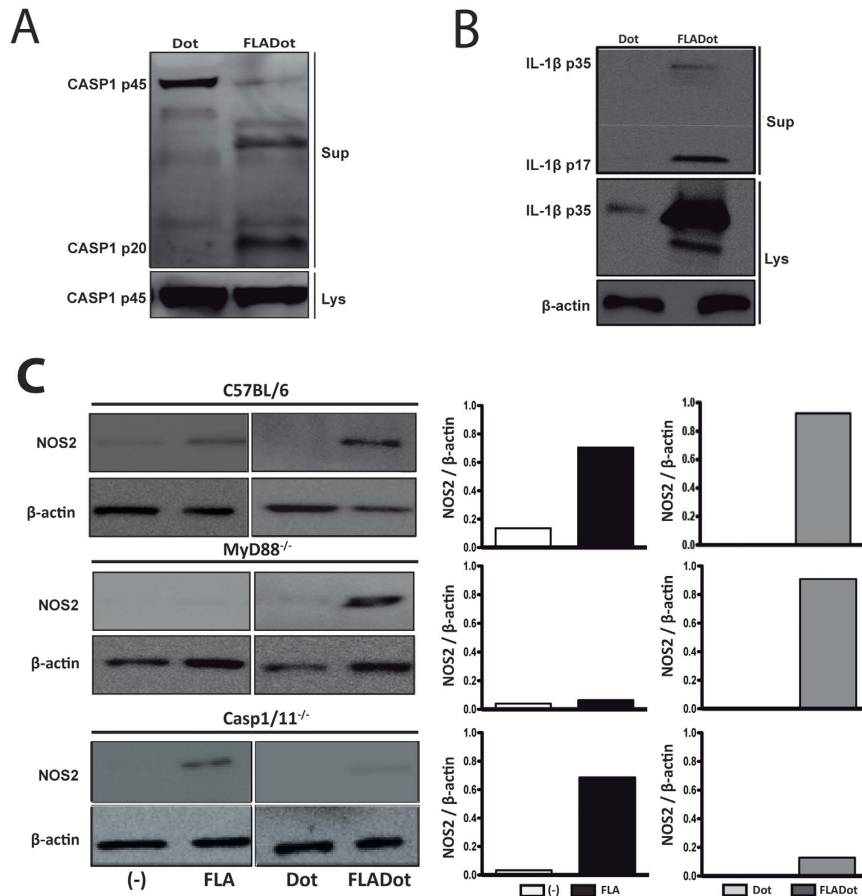 A
Dot FLADot
CASP1 p45
Sup
CASP1 p20
CASP1 p45
Lys
B
Dot FLADot
IL-1β p35
Sup
IL-1β p17
IL-1β p35
Lys
β-actin
C
C57BL/6
NOS2
β-actin
MyD88-/-
NOS2
β-actin
Casp1/11-/-
NOS2
β-actin
(-) FLA Dot FLADot
NOS2 / β-actin
1.0
0.8
0.6
0.4
0.2
0.0
NOS2 / β-actin
1.0
0.8
0.6
0.4
0.2
0.0
NOS2 / β-actin
1.0
0.8
0.6
0.4
0.2
0.0
NOS2 / β-actin
1.0
0.8
0.6
0.4
0.2
0.0
NOS2 / β-actin
1.0
0.8
0.6
0.4
0.2
0.0
NOS2 / β-actin
1.0
0.8
0.6
0.4
0.2
0.0
(-) FLA
Dot FLADot